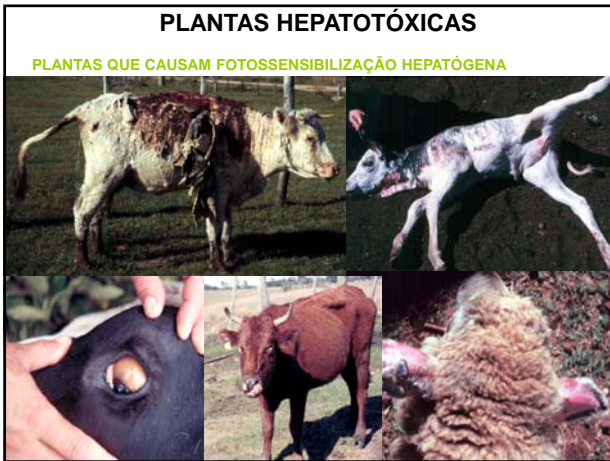 PLANTAS HEPATOTÓXICAS
PLANTAS QUE CAUSAM FOTOSSENSIBILIZAÇÃO HEPATÓGENA